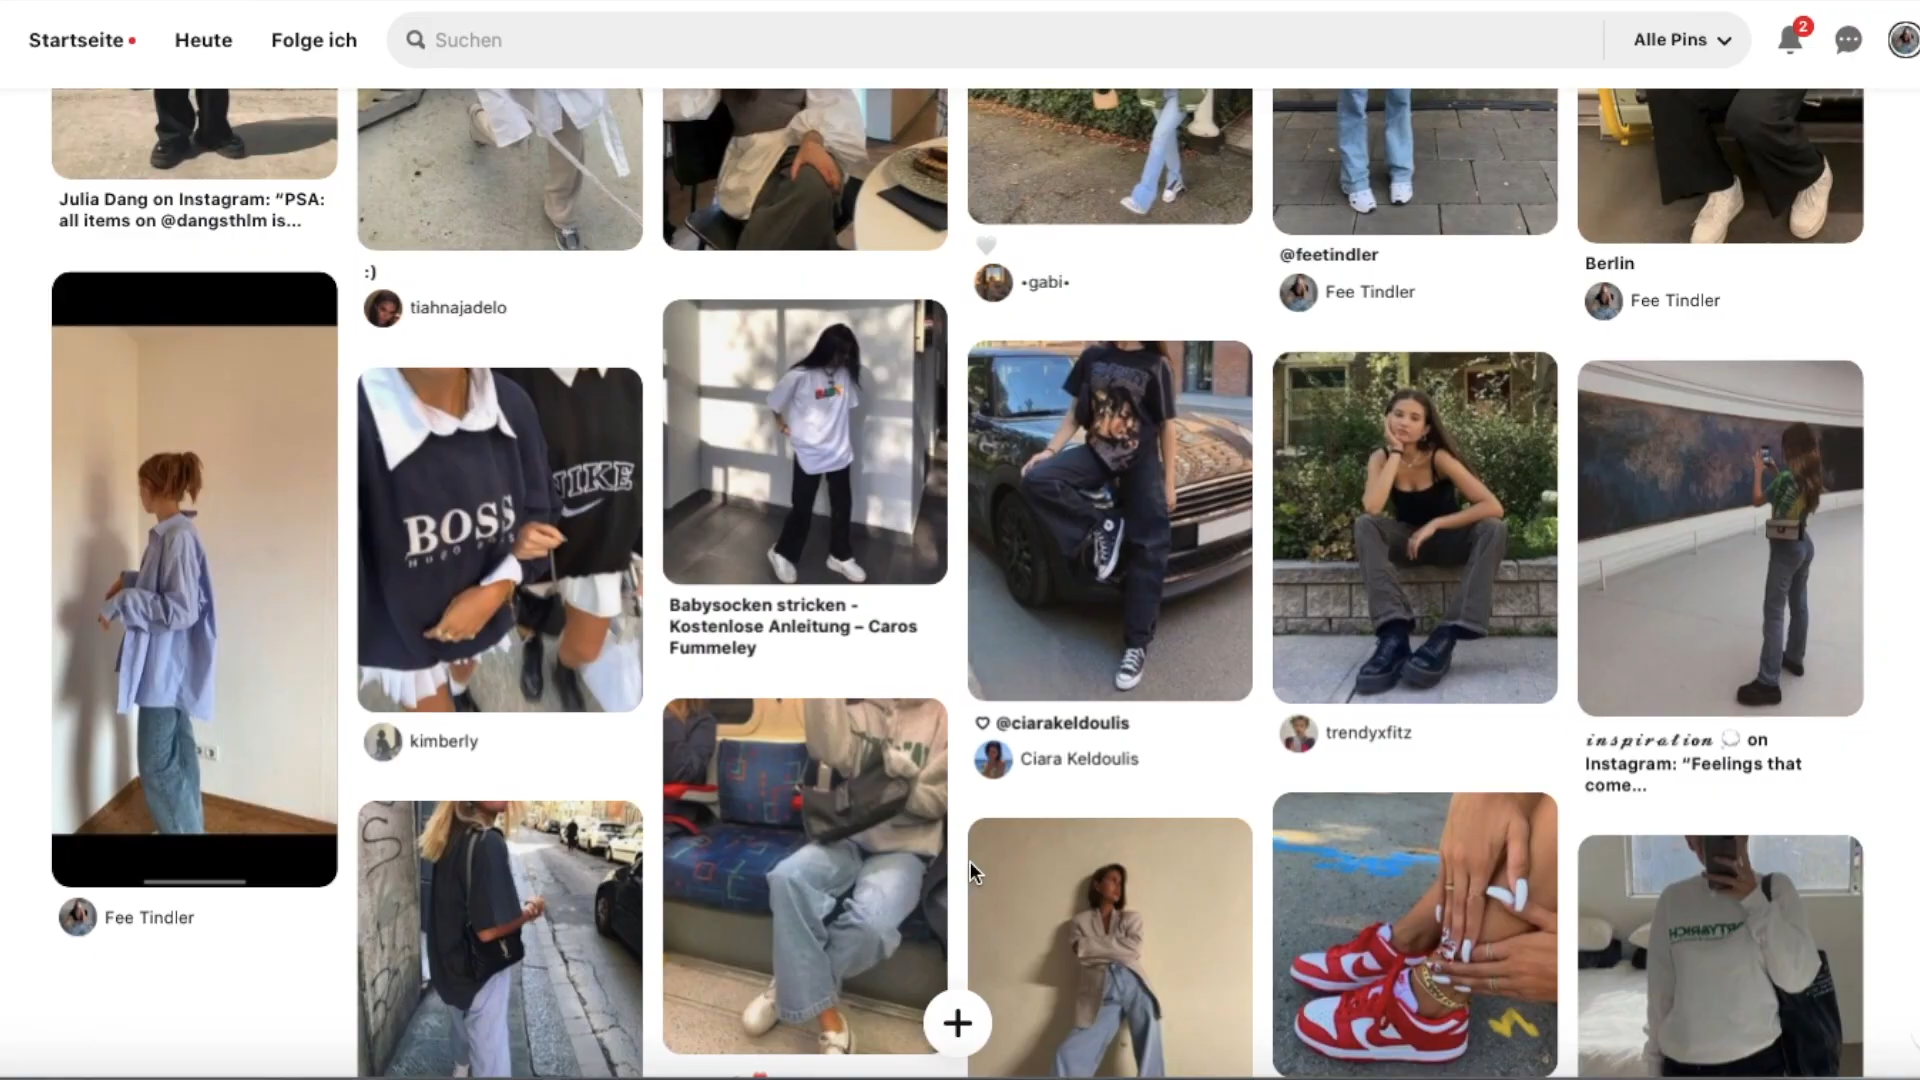 Startseite
Heute
Folge ich
Suchen
Alle Pins
2
Julia Dang on Instagram: “PSA:
all items on @dangsthlm is...
Fee Tindler
:)
tiahnajadelo
BOSS
HUGO BOSS
NIKE
kimberly
Babysocken stricken -
Kostenlose Anleitung – Caros
Fummeley
🤍
•gabi•
♡ @ciarakeldoulis
Ciara Keldoulis
@feetindler
Fee Tindler
trendyxfitz
Berlin
Fee Tindler
𝓲𝓷𝓼𝓹𝓲𝓻𝓪𝓽𝓲𝓸𝓷 💭 on
Instagram: “Feelings that
come...